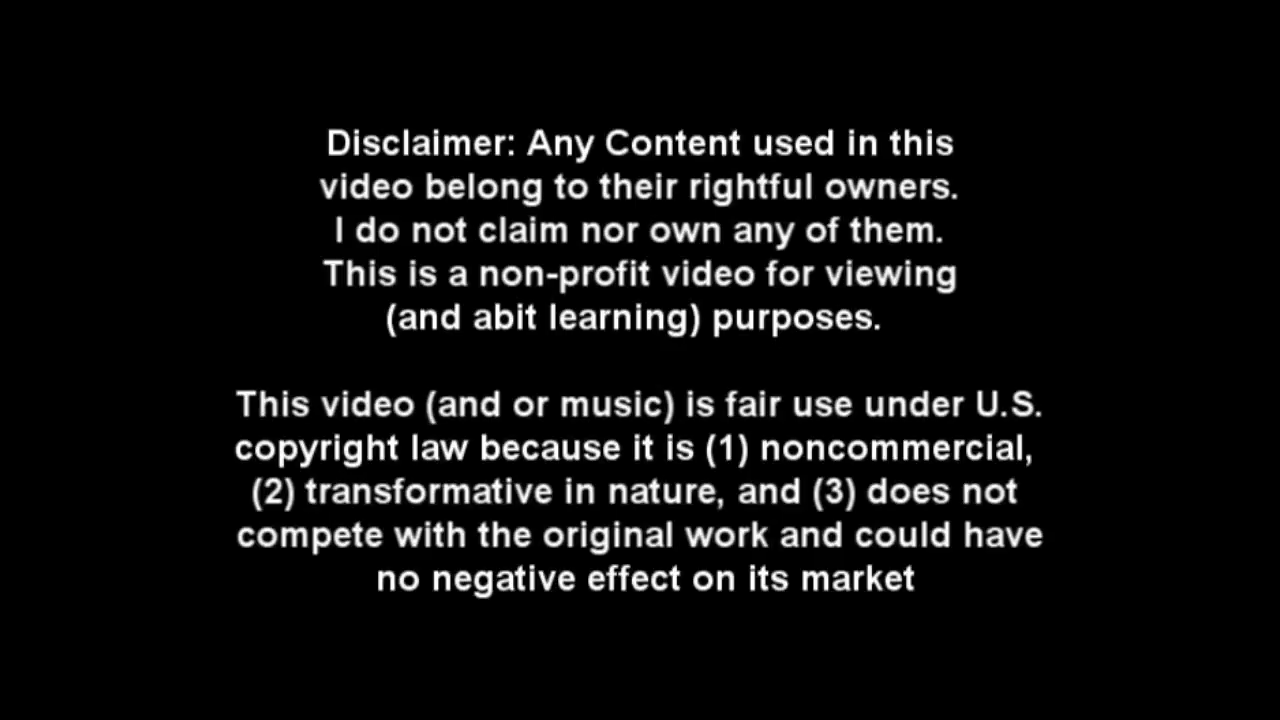 Disclaimer: Any Content used in this
video belong to their rightful owners.
I do not claim nor own any of them.
This is a non-profit video for viewing
(and abit learning) purposes.
This video (and or music) is fair use under U.S.
copyright law because it is (1) noncommercial,
(2) transformative in nature, and (3) does not
compete with the original work and could have
no negative effect on its market